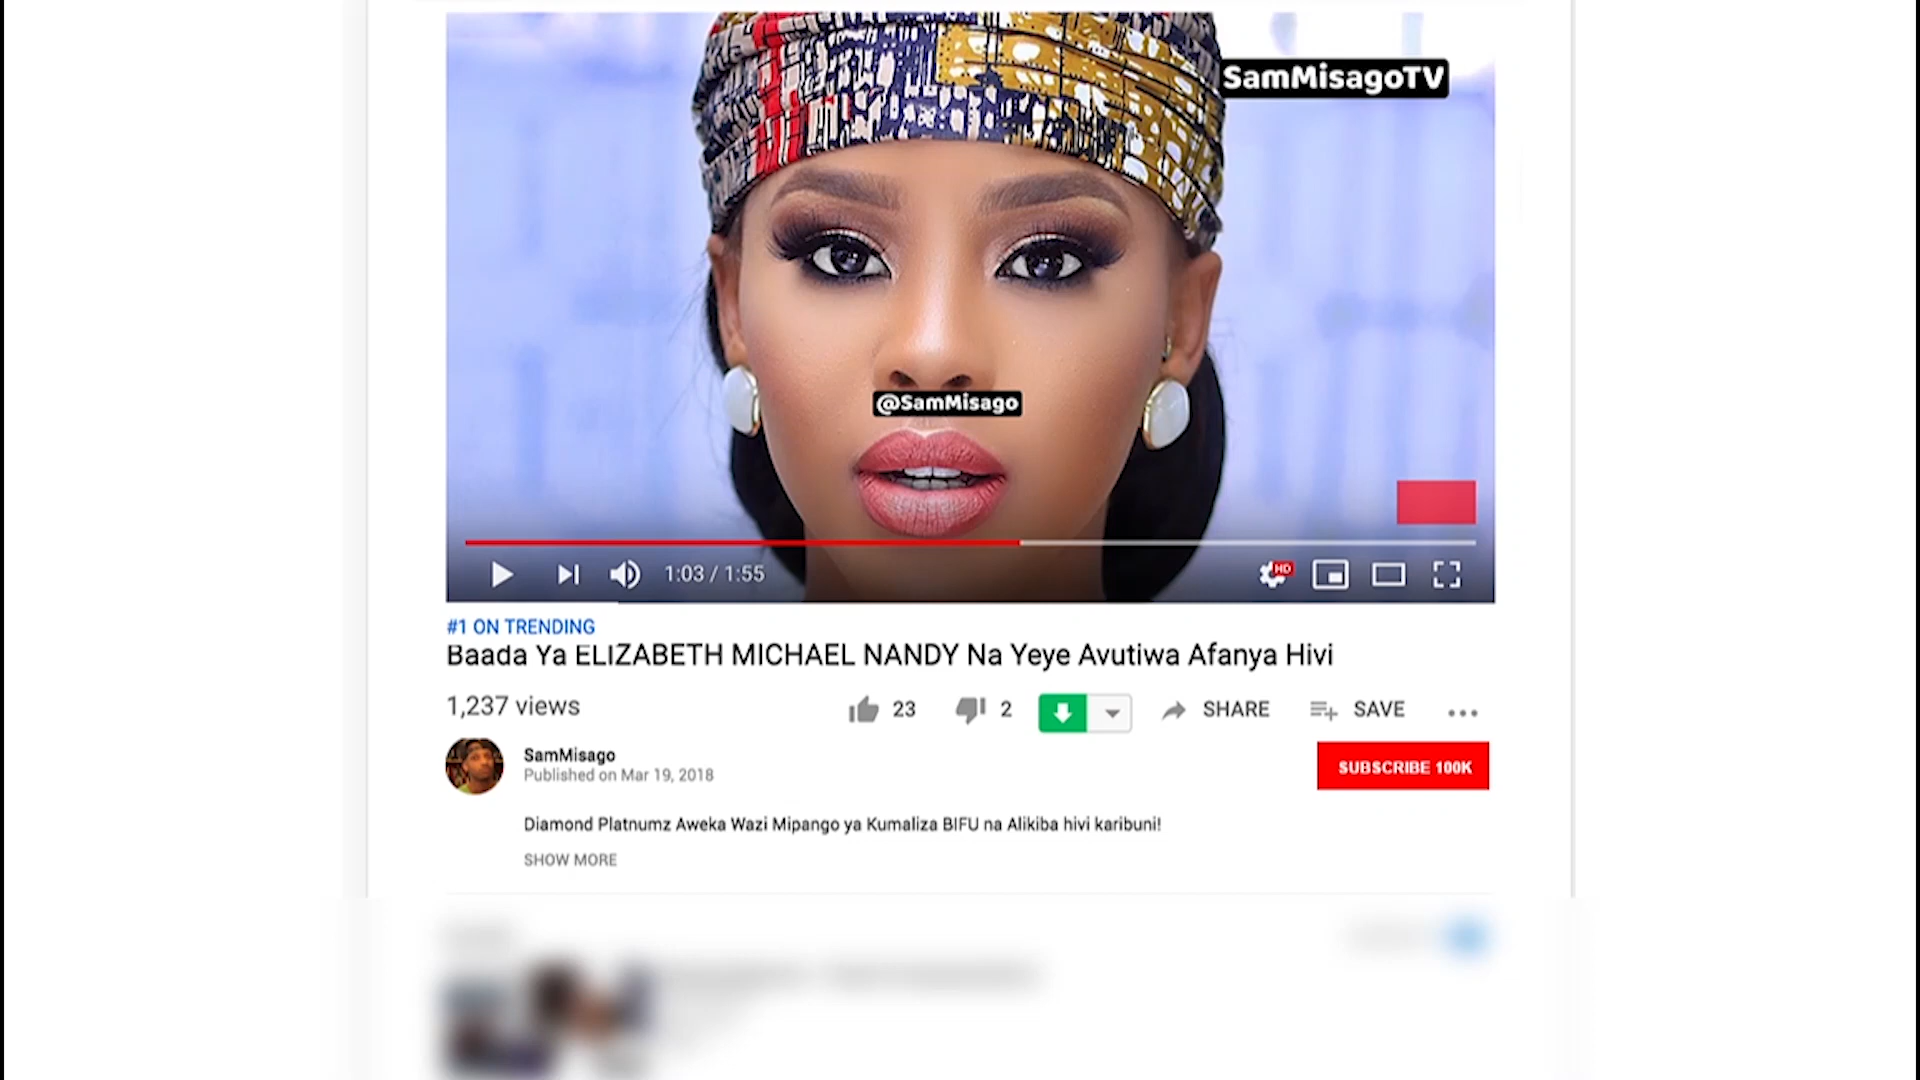 SamMisagoTV
@SamMisago
1:03 / 1:55
HD
#1 ON TRENDING
Baada Ya ELIZABETH MICHAEL NANDY Na Yeye Avutiwa Afanya Hivi
1,237 views
23
2
SHARE
SAVE
SamMisago
Published on Mar 19, 2018
SUBSCRIBE 100K
Diamond Platnumz Aweka Wazi Mipango ya Kumaliza BIFU na Alikiba hivi karibuni!
SHOW MORE